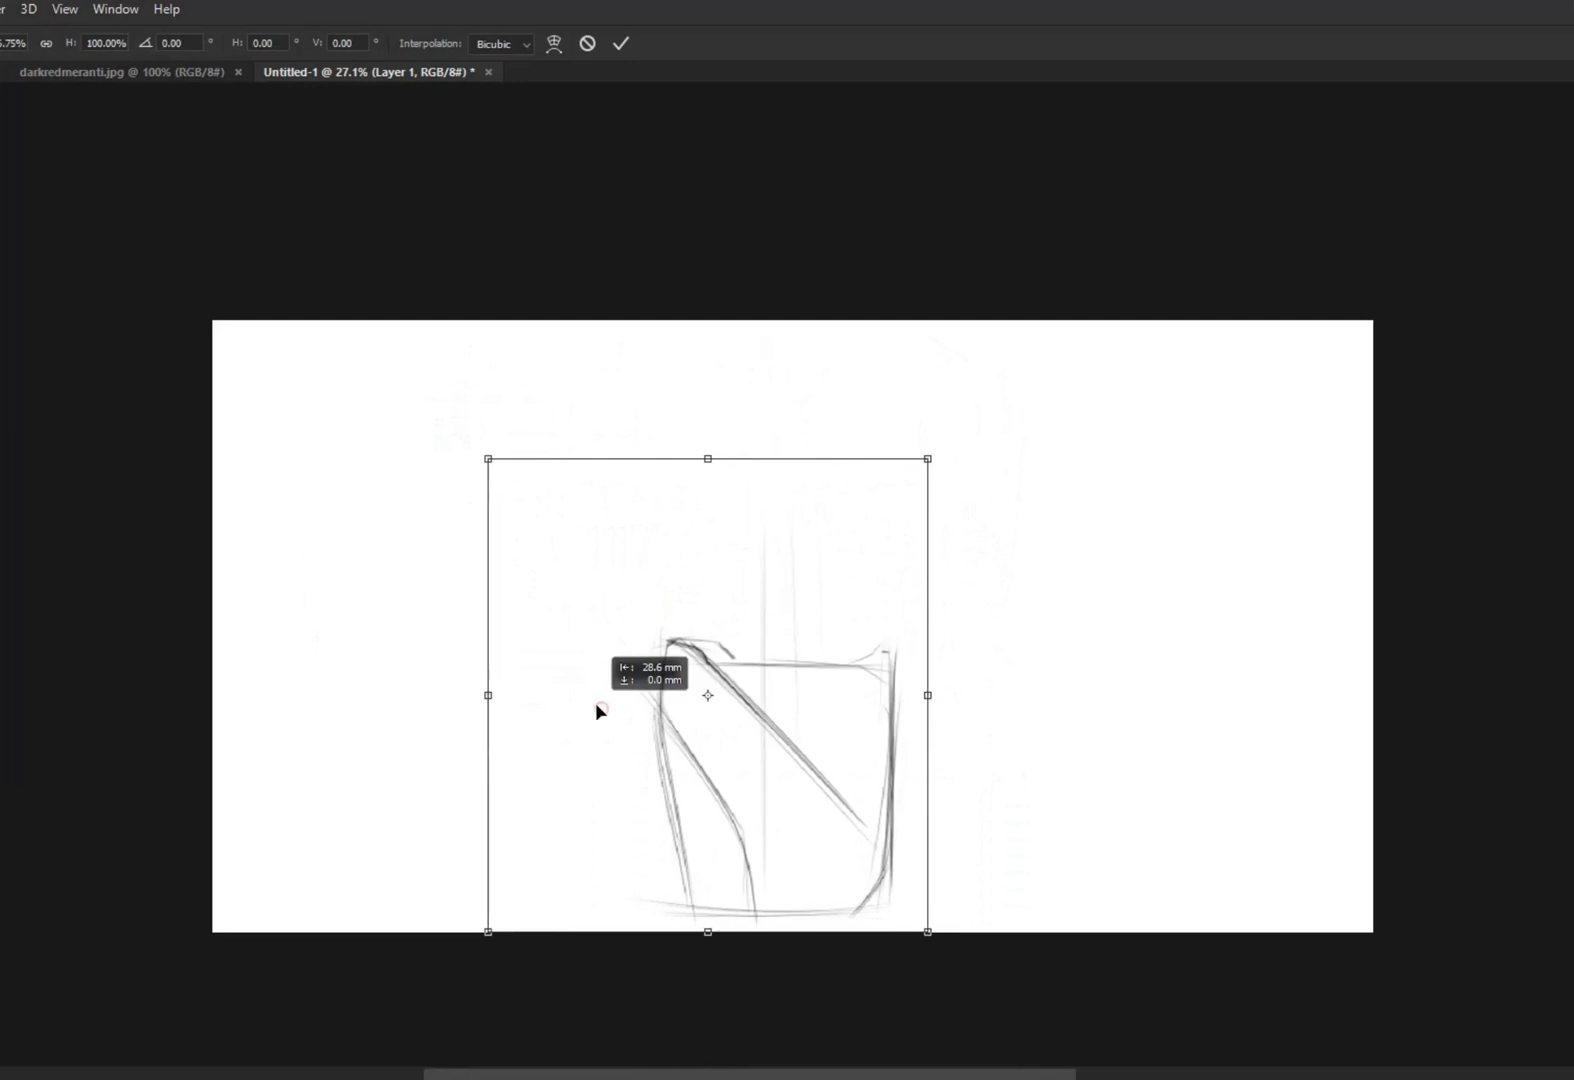 r 3D View Window Help
5.75% H: 100.00% 0.00 ° H: 0.00 ° V: 0.00 ° Interpolation: Bicubic
darkredmeranti.jpg @ 100% (RGB/8#) × Untitled-1 @ 27.1% (Layer 1, RGB/8#) * ×
28.6 mm
0.0 mm